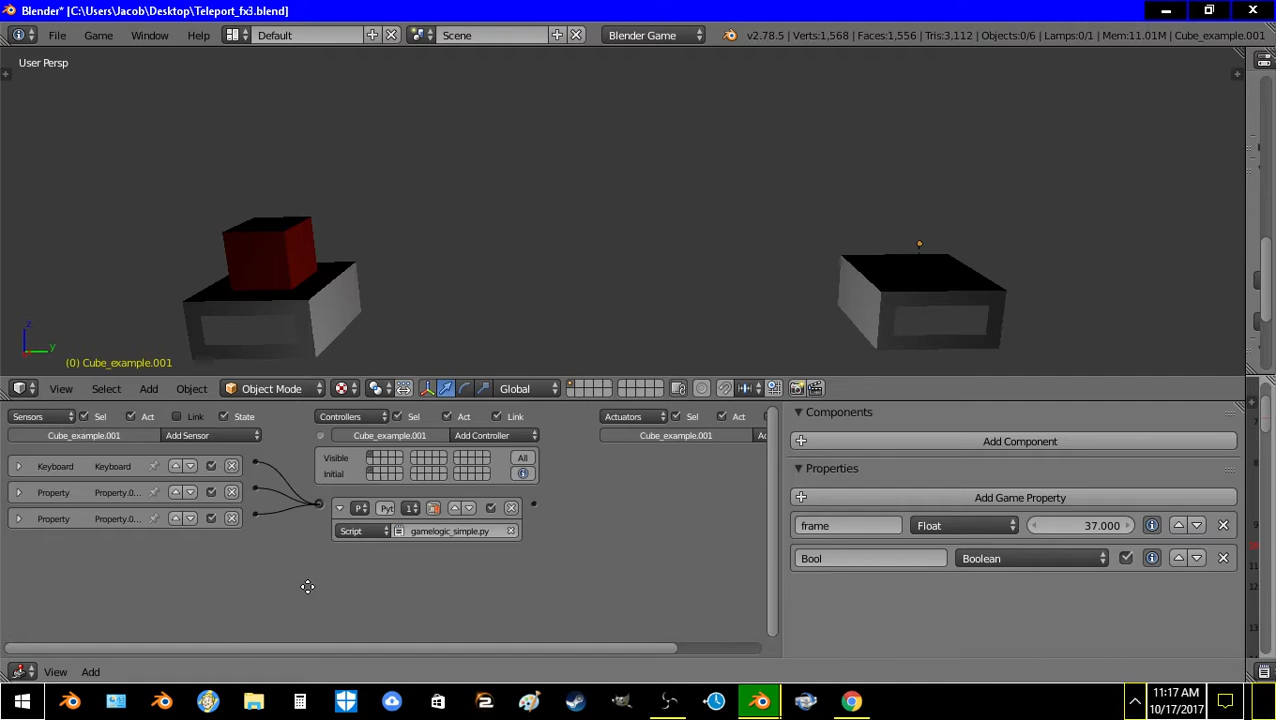 Blender* [C:\Users\Jacob\Desktop\Teleport_fx3.blend]
File Game Window Help Default Scene Blender Game v2.78.5 | Verts:1,568 | Faces:1,556 | Tris:3,112 | Objects:0/6 | Lamps:0/1 | Mem:11.01M | Cube_example.001
User Persp
z
y
(0) Cube_example.001
View Select Add Object Object Mode Global
Sensors Sel Act Link State Controllers Sel Act Link Actuators Sel Act
Components
Cube_example.001 Add Sensor Cube_example.001 Add Controller Cube_example.001
Add Component
Visible All
Keyboard Keyboard
Properties
Initial
Property Property.0...
Add Game Property
P Pyt 1
Property Property.0...
frame Float 37.000
Script gamelogic_simple.py
Bool Boolean
View Add
11:17 AM
10/17/2017